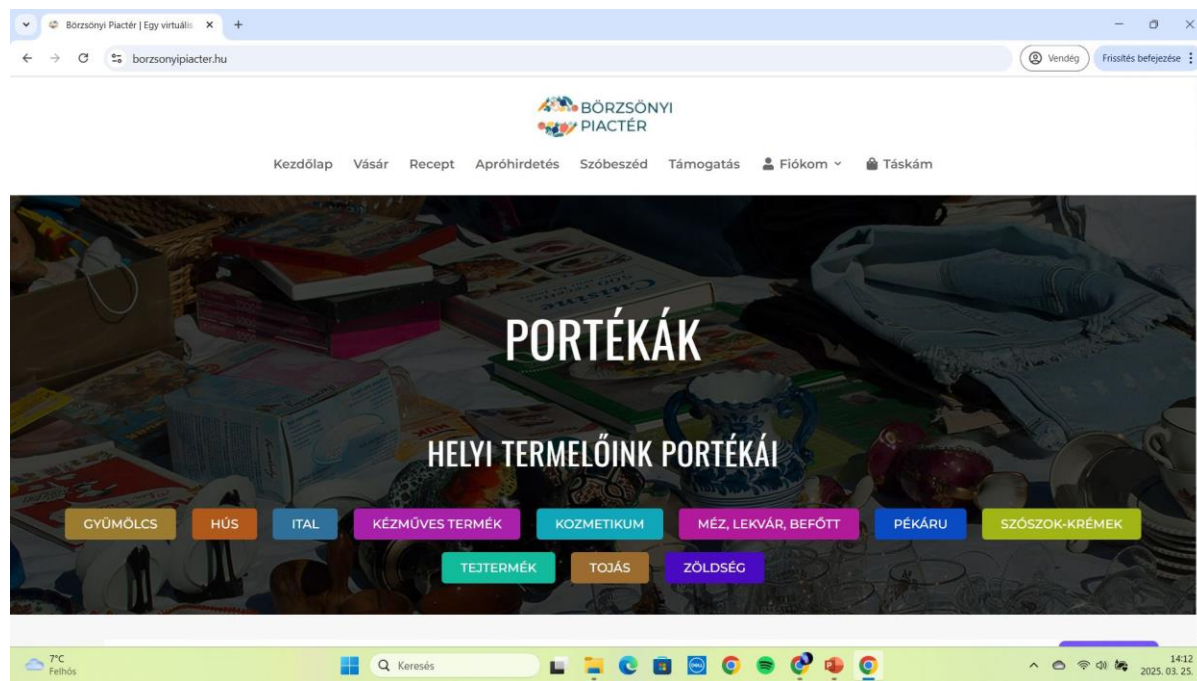 Börzsönyi Piactér | Egy virtuális
borzsonyipiacter.hu
Vendég
Frissítés befejezése
BÖRZSÖNYI
PIACTÉR
Kezdőlap Vásár Recept Apróhirdetés Szóbeszéd Támogatás Fiókom Táskám
Cuisine
PORTÉKÁK
HELYI TERMELŐINK PORTÉKÁI
GYÜMÖLCS HÚS ITAL KÉZMŰVES TERMÉK KOZMETIKUM MÉZ, LEKVÁR, BEFŐTT PÉKÁRU SZÓSZOK-KRÉMEK
TEJTERMÉK TOJÁS ZÖLDSÉG
7°C
Felhős
Keresés
14:12
2025. 03. 25.